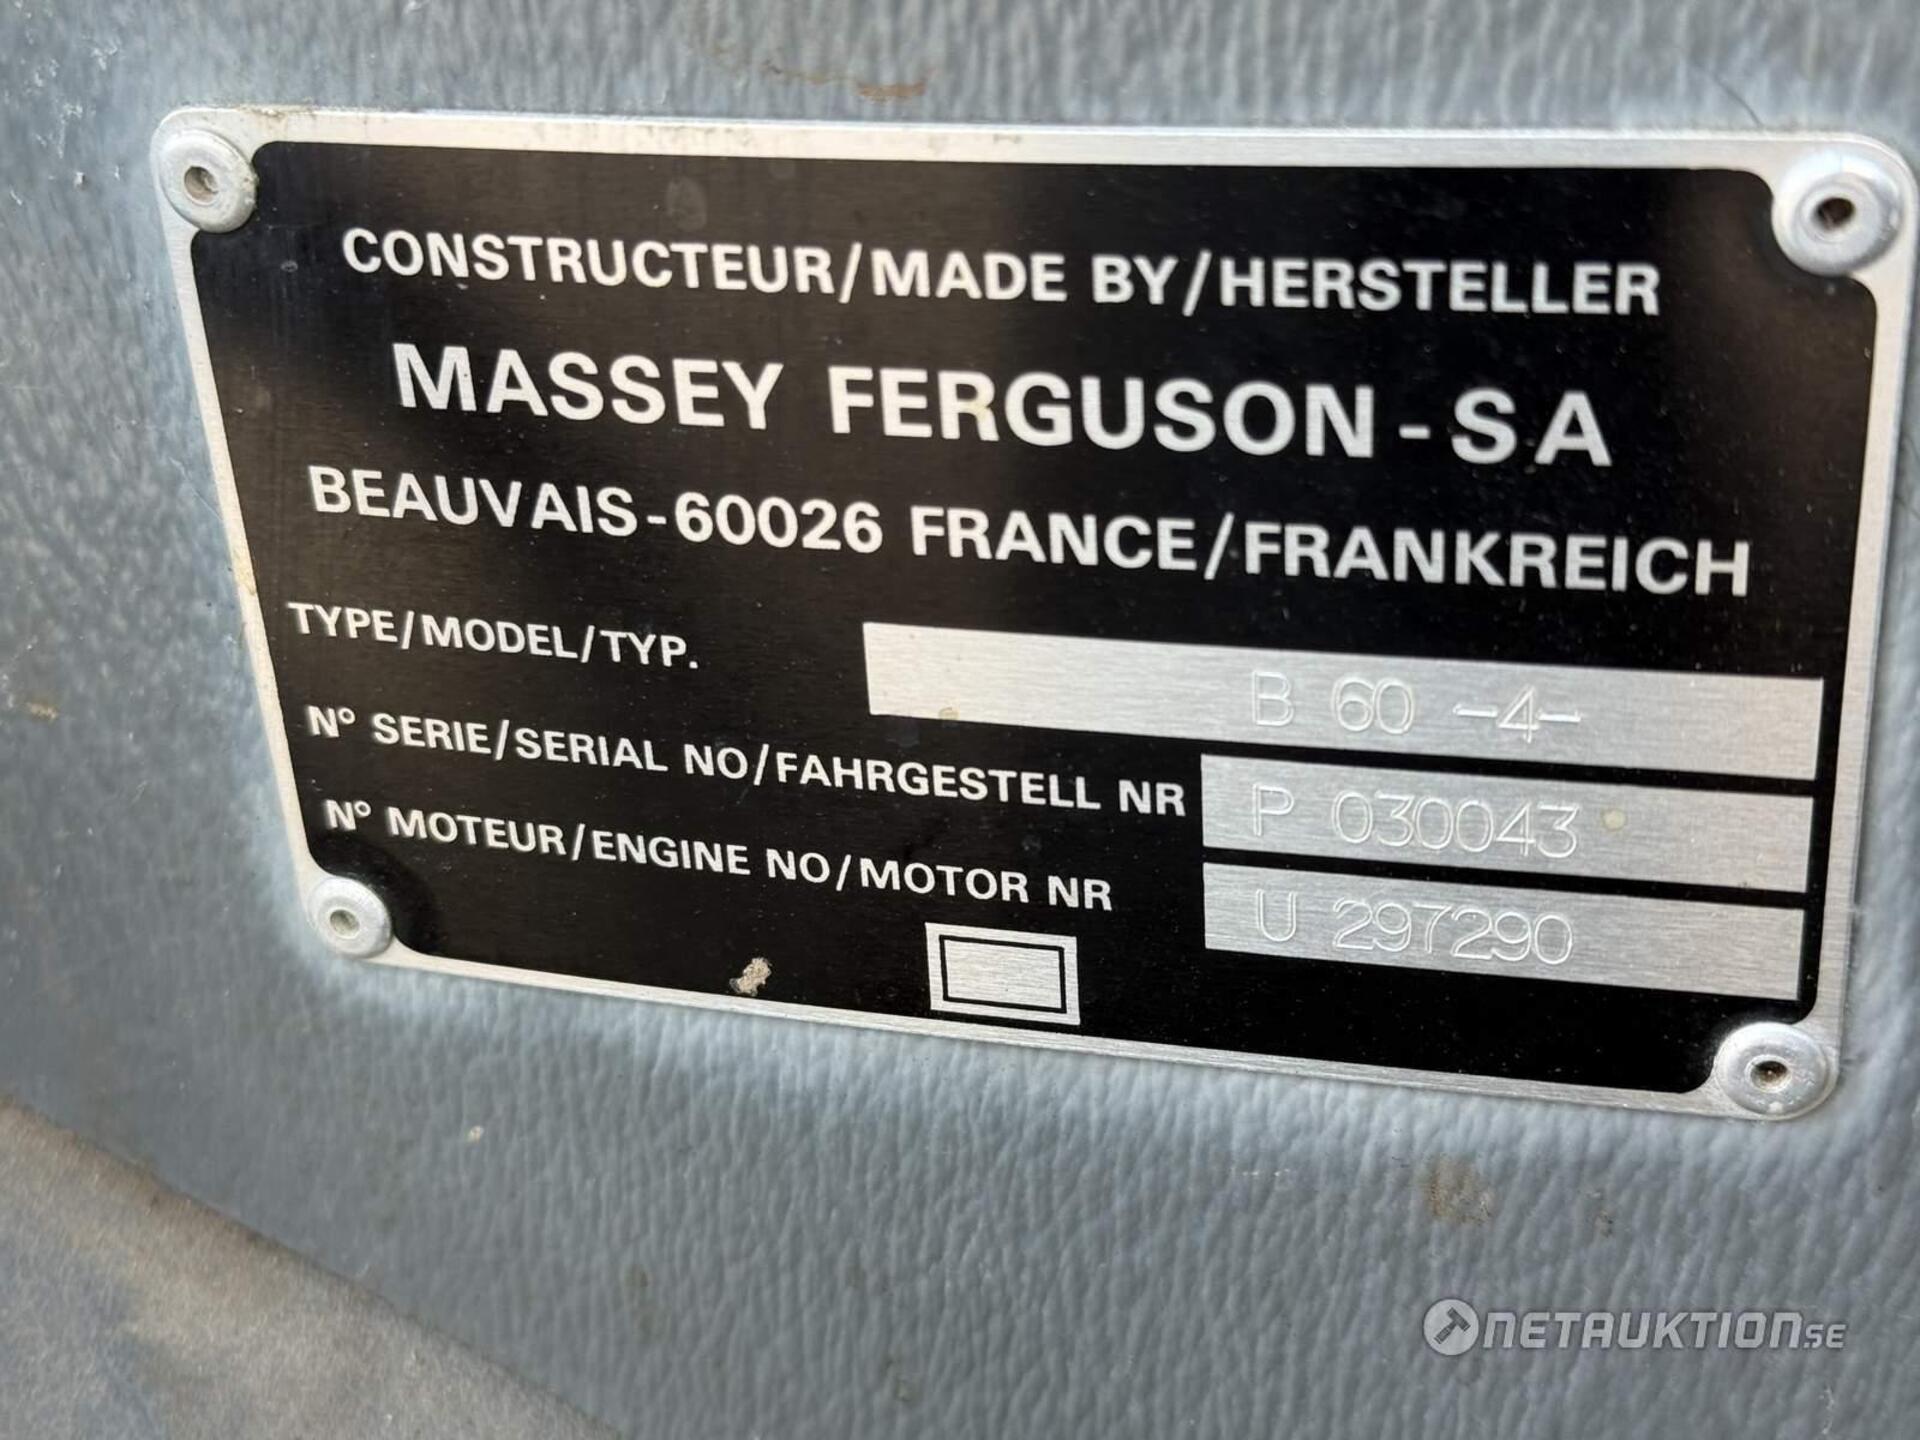 CONSTRUCTEUR/MADE BY/HERSTELLER
MASSEY FERGUSON-SA
BEAUVAIS-60026 FRANCE/FRANKREICH
TYPE/MODEL/TYP. B 60 -4-
N° SERIE/SERIAL NO/FAHRGESTELL NR P 030043
N° MOTEUR/ENGINE NO/MOTOR NR U 297290
NETAUKTION.SE